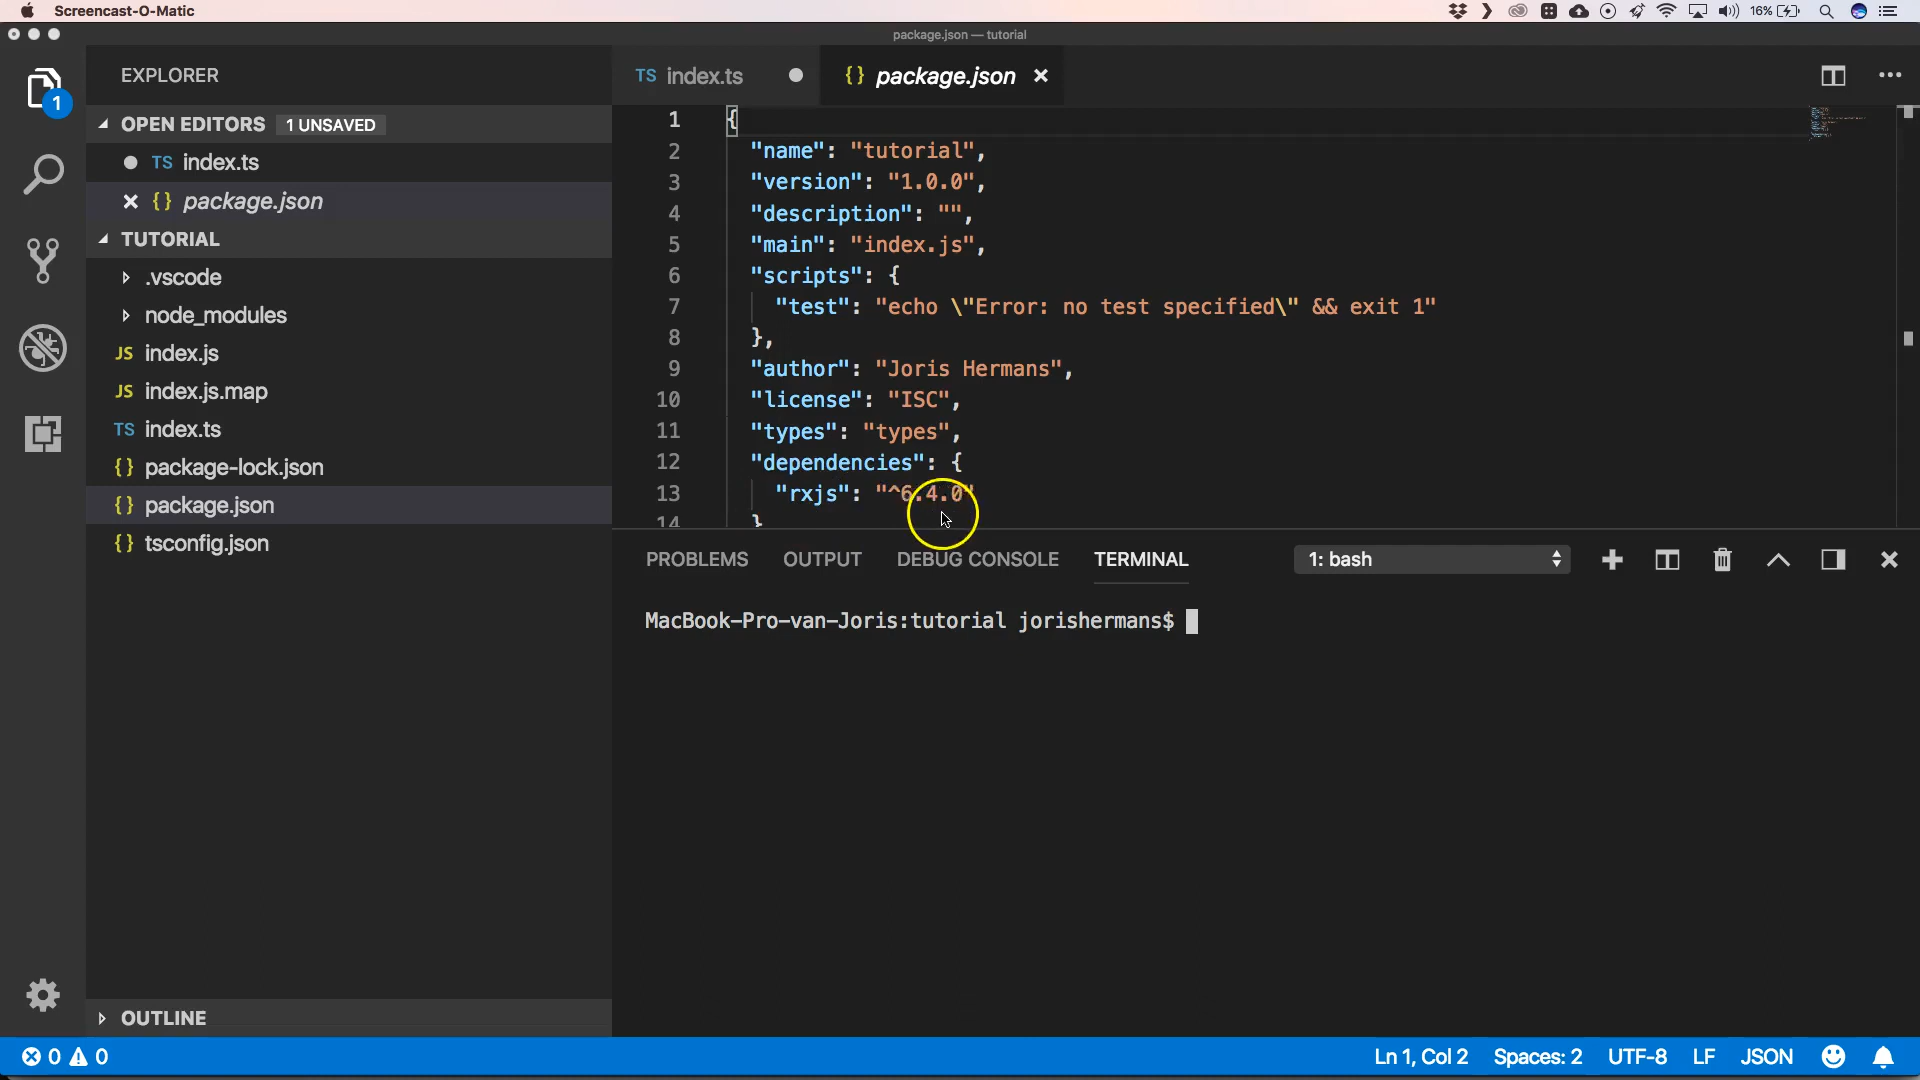 Screencast-O-Matic
16%
package.json — tutorial
EXPLORER
OPEN EDITORS 1 UNSAVED
TS index.ts
{} package.json
TUTORIAL
.vscode
node_modules
JS index.js
JS index.js.map
TS index.ts
{} package-lock.json
{} package.json
{} tsconfig.json
OUTLINE
1
TS index.ts
{} package.json
1 {
2 "name": "tutorial",
3 "version": "1.0.0",
4 "description": "",
5 "main": "index.js",
6 "scripts": {
7 "test": "echo \"Error: no test specified\" && exit 1"
8 },
9 "author": "Joris Hermans",
10 "license": "ISC",
11 "types": "types",
12 "dependencies": {
13 "rxjs": "^6.4.0"
14 }
PROBLEMS OUTPUT DEBUG CONSOLE TERMINAL 1: bash
MacBook-Pro-van-Joris:tutorial jorishermans$
0 0 Ln 1, Col 2 Spaces: 2 UTF-8 LF JSON